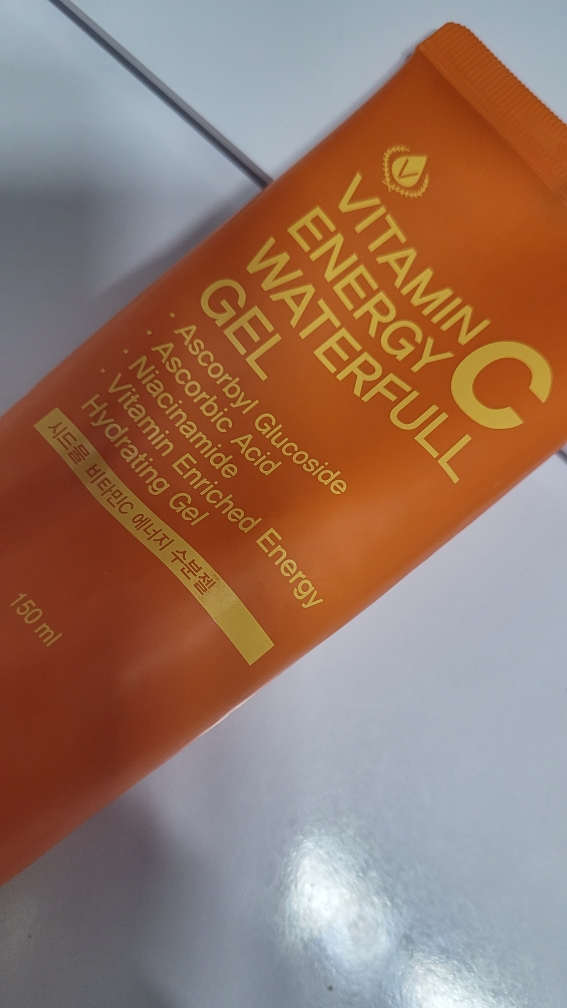 VITAMIN C
ENERGY
WATERFULL
GEL
· Ascorbyl Glucoside
· Ascorbic Acid
· Niacinamide
· Vitamin Enriched Energy
Hydrating Gel
시드물 비타민C 에너지 수분젤
150 ml